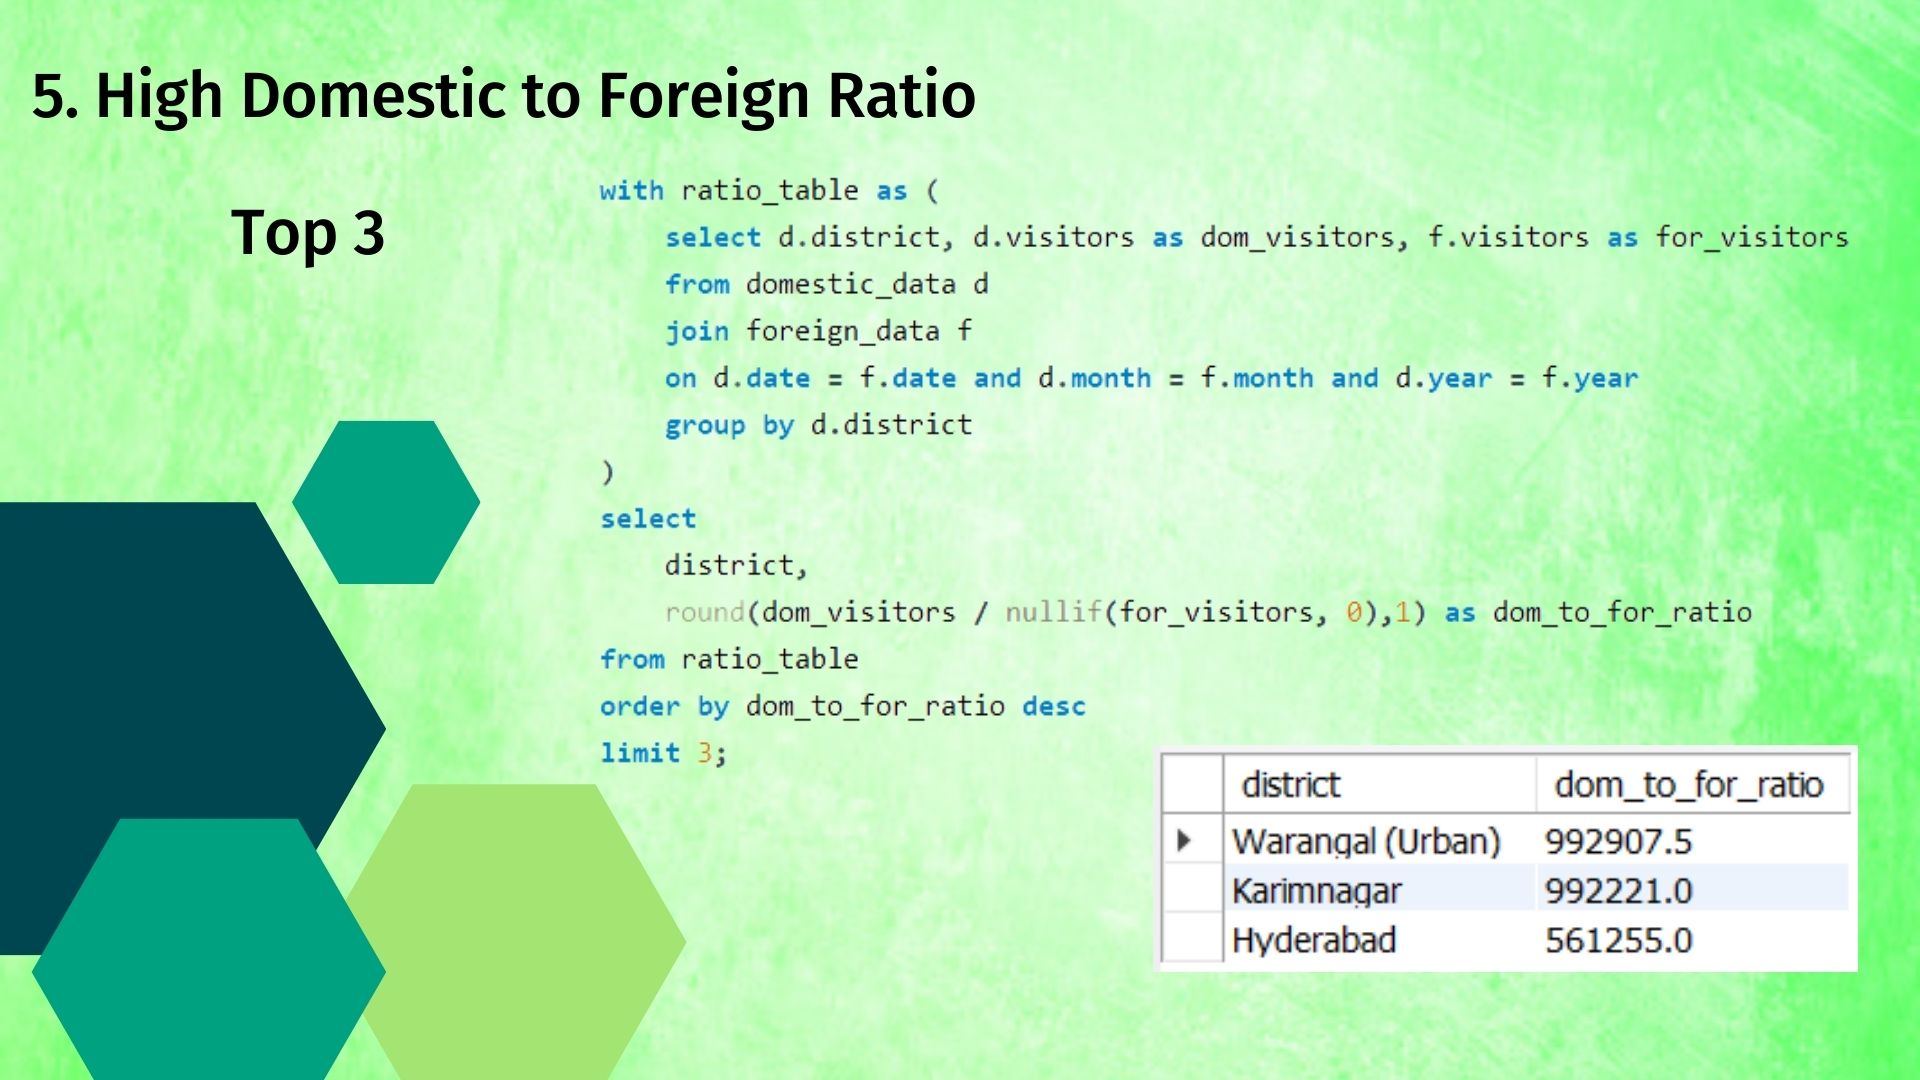 5. High Domestic to Foreign Ratio
Top 3
with ratio_table as (
    select d.district, d.visitors as dom_visitors, f.visitors as for_visitors
    from domestic_data d
    join foreign_data f
    on d.date = f.date and d.month = f.month and d.year = f.year
    group by d.district
)
select
    district,
    round(dom_visitors / nullif(for_visitors, 0),1) as dom_to_for_ratio
from ratio_table
order by dom_to_for_ratio desc
limit 3;
district dom_to_for_ratio
Warangal (Urban) 992907.5
Karimnagar 992221.0
Hyderabad 561255.0